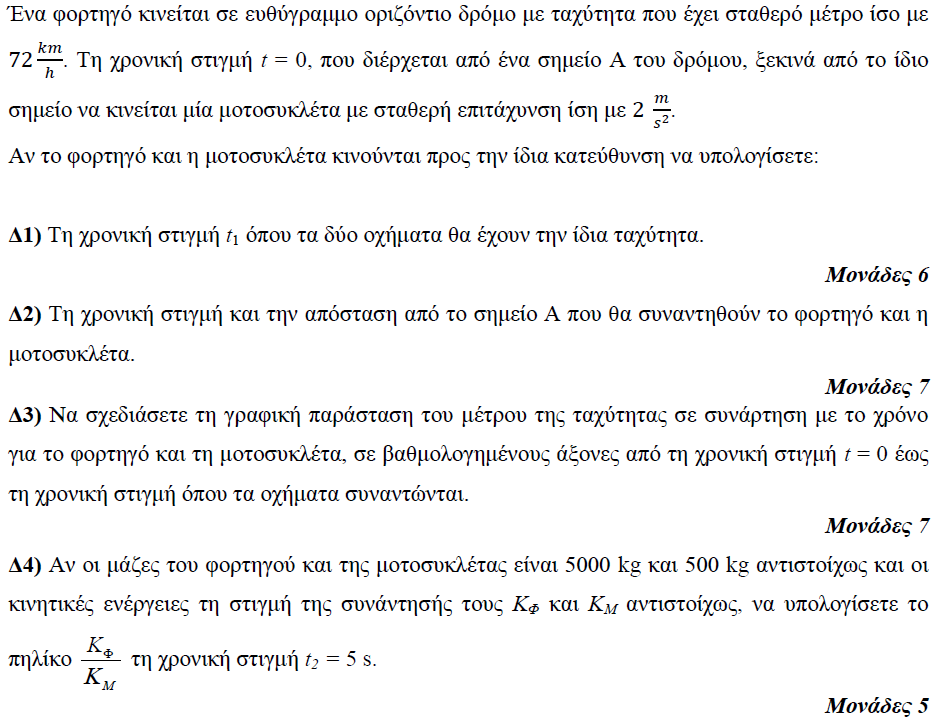 Ένα φορτηγό κινείται σε ευθύγραμμο οριζόντιο δρόμο με ταχύτητα που έχει σταθερό μέτρο ίσο με
72 km/h. Τη χρονική στιγμή t = 0, που διέρχεται από ένα σημείο Α του δρόμου, ξεκινά από το ίδιο
σημείο να κινείται μία μοτοσυκλέτα με σταθερή επιτάχυνση ίση με 2 m/s².
Αν το φορτηγό και η μοτοσυκλέτα κινούνται προς την ίδια κατεύθυνση να υπολογίσετε:
Δ1) Τη χρονική στιγμή t₁ όπου τα δύο οχήματα θα έχουν την ίδια ταχύτητα.
Μονάδες 6
Δ2) Τη χρονική στιγμή και την απόσταση από το σημείο Α που θα συναντηθούν το φορτηγό και η
μοτοσυκλέτα.
Μονάδες 7
Δ3) Να σχεδιάσετε τη γραφική παράσταση του μέτρου της ταχύτητας σε συνάρτηση με το χρόνο
για το φορτηγό και τη μοτοσυκλέτα, σε βαθμολογημένους άξονες από τη χρονική στιγμή t = 0 έως
τη χρονική στιγμή όπου τα οχήματα συναντώνται.
Μονάδες 7
Δ4) Αν οι μάζες του φορτηγού και της μοτοσυκλέτας είναι 5000 kg και 500 kg αντιστοίχως και οι
κινητικές ενέργειες τη στιγμή της συνάντησής τους K_Φ και K_M αντιστοίχως, να υπολογίσετε το
πηλίκο K_Φ/K_M τη χρονική στιγμή t₂ = 5 s.
Μονάδες 5